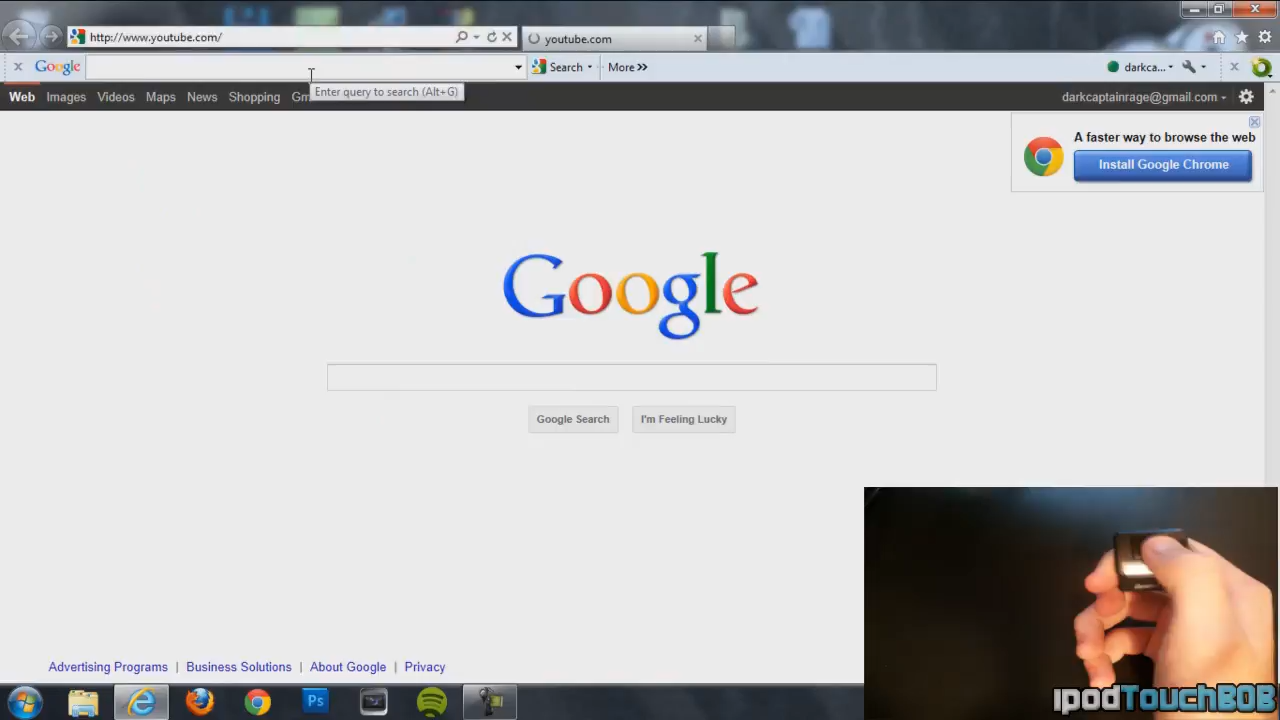 http://www.youtube.com/
youtube.com
Google
Search
More »
darkca...
Enter query to search (Alt+G)
Web Images Videos Maps News Shopping
darkcaptainrage@gmail.com
A faster way to browse the web
Install Google Chrome
Google
Google Search
I'm Feeling Lucky
Advertising Programs | Business Solutions | About Google | Privacy
Ps
ipodTouchBOB